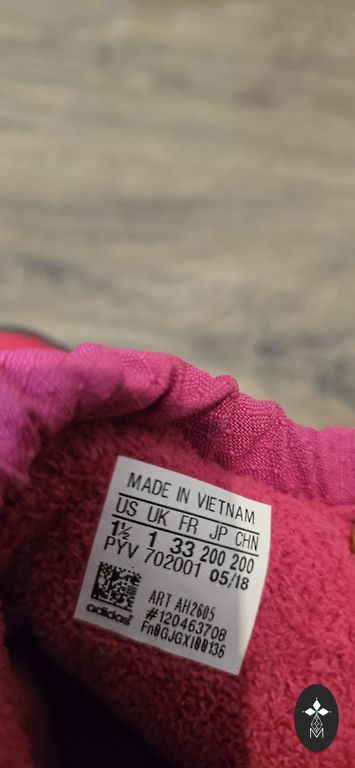 MADE IN VIETNAM
US UK FR JP CHN
1½ 1 33 200 200
PYV 702001 05/18
ART AH2605
#120463708
Fn0GJGXI00136
adidas
M